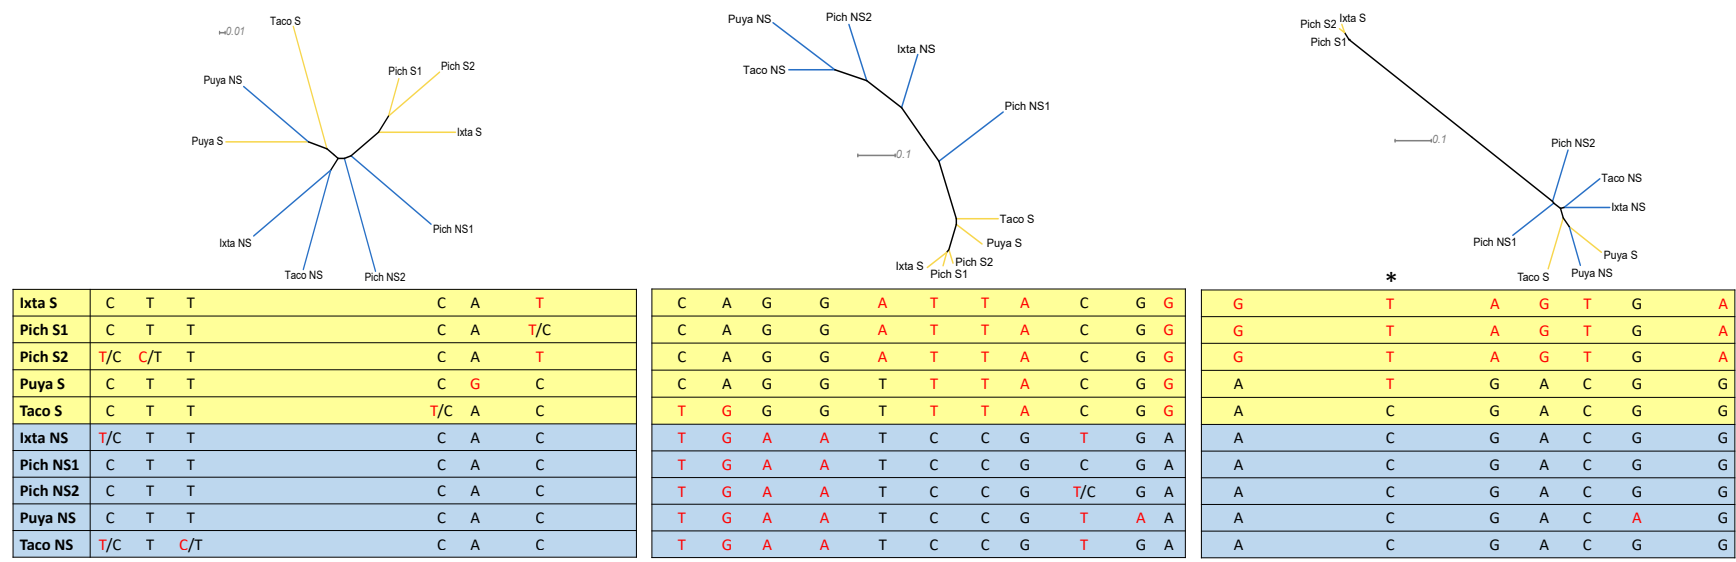 Taco S
0.01
Pich S1
Pich S2
Puya NS
Puya S
Ixta S
Ixta NS
Pich NS1
Taco NS
Pich NS2
Puya NS
Pich NS2
Ixta NS
Taco NS
Pich NS1
0.1
Taco S
Puya S
Ixta S
Pich S2
Pich S1
Ixta S
Pich S2
Pich S1
0.1
Pich NS2
Taco NS
Ixta NS
Pich NS1
Puya S
Taco S
Puya NS
*
Ixta S C T T C A T C A G G A T T A C G G G T A G T G A
Pich S1 C T T C A T/C C A G G A T T A C G G G T A G T G A
Pich S2 T/C C/T T C A T C A G G A T T A C G G G T A G T G A
Puya S C T T C G C C A G G T T T A C G G A T G A C G G
Taco S C T T T/C A C T G G G T T T A C G G A C G A C G G
Ixta NS T/C T T C A C T G A A T C C G T G A A C G A C G G
Pich NS1 C T T C A C T G A A T C C G C G A A C G A C G G
Pich NS2 C T T C A C T G A A T C C G T/C G A A C G A C G G
Puya NS C T T C A C T G A A T C C G T A A A C G A C A G
Taco NS T/C T C/T C A C T G A A T C C G T G A A C G A C G G